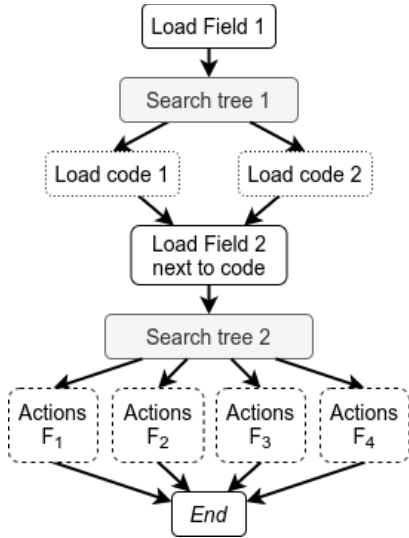 Load Field 1
Search tree 1
Load code 1
Load code 2
Load Field 2
next to code
Search tree 2
Actions
F₁
Actions
F₂
Actions
F₃
Actions
F₄
End